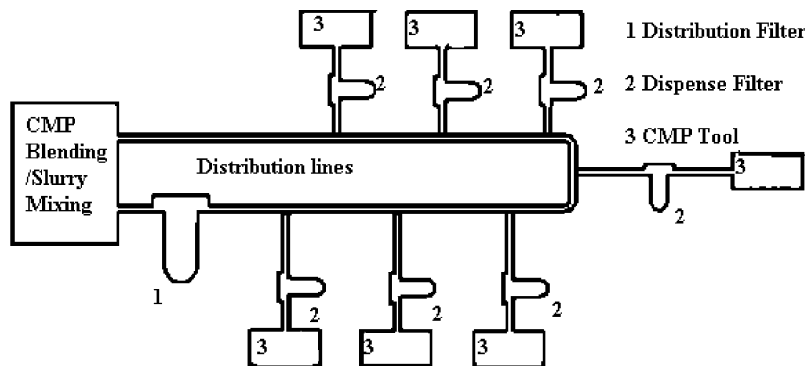 3
3
3
1 Distribution Filter
2
2
2
2 Dispense Filter
CMP
Blending
/Slurry
Mixing
3 CMP Tool
Distribution lines
3
2
1
2
2
2
3
3
3